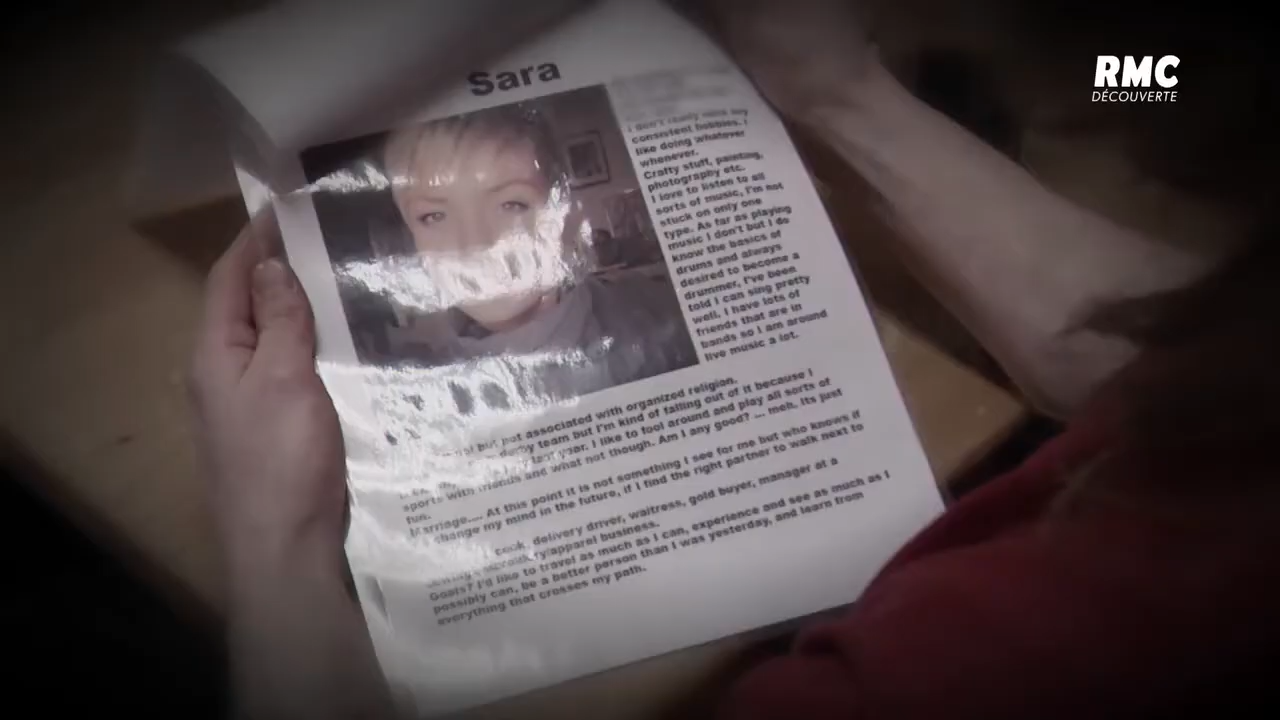 RMC
DÉCOUVERTE
Sara
I don't really have any
consistent hobbies. I
like doing whatever
whenever.
Crafty stuff, painting,
photography etc.
I love to listen to all
sorts of music, I'm not
stuck on only one
type. As far as playing
music I don't but I do
know the basics of
drums and always
desired to become a
drummer, I've been
told I can sing pretty
well. I have lots of
friends that are in
bands so I am around
live music a lot.
but not associated with organized religion.
derby team but I'm kind of falling out of it because I
last year. I like to fool around and play all sorts of
sports with friends and what not though. Am I any good? ... meh. Its just
fun.
Marriage.... At this point it is not something I see for me but who knows if
change my mind in the future, if I find the right partner to walk next to
cook, delivery driver, waitress, gold buyer, manager at a
apparel business.
Goals? I'd like to travel as much as I can, experience and see as much as I
possibly can, be a better person than I was yesterday, and learn from
everything that crosses my path.